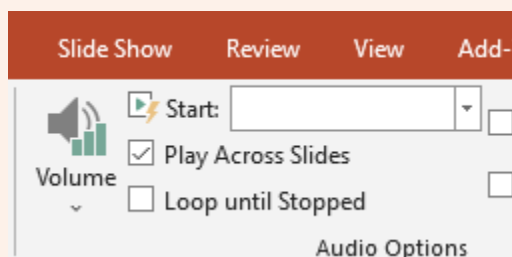 Slide Show Review View Add-
Start:
Play Across Slides
Volume
Loop until Stopped
Audio Options